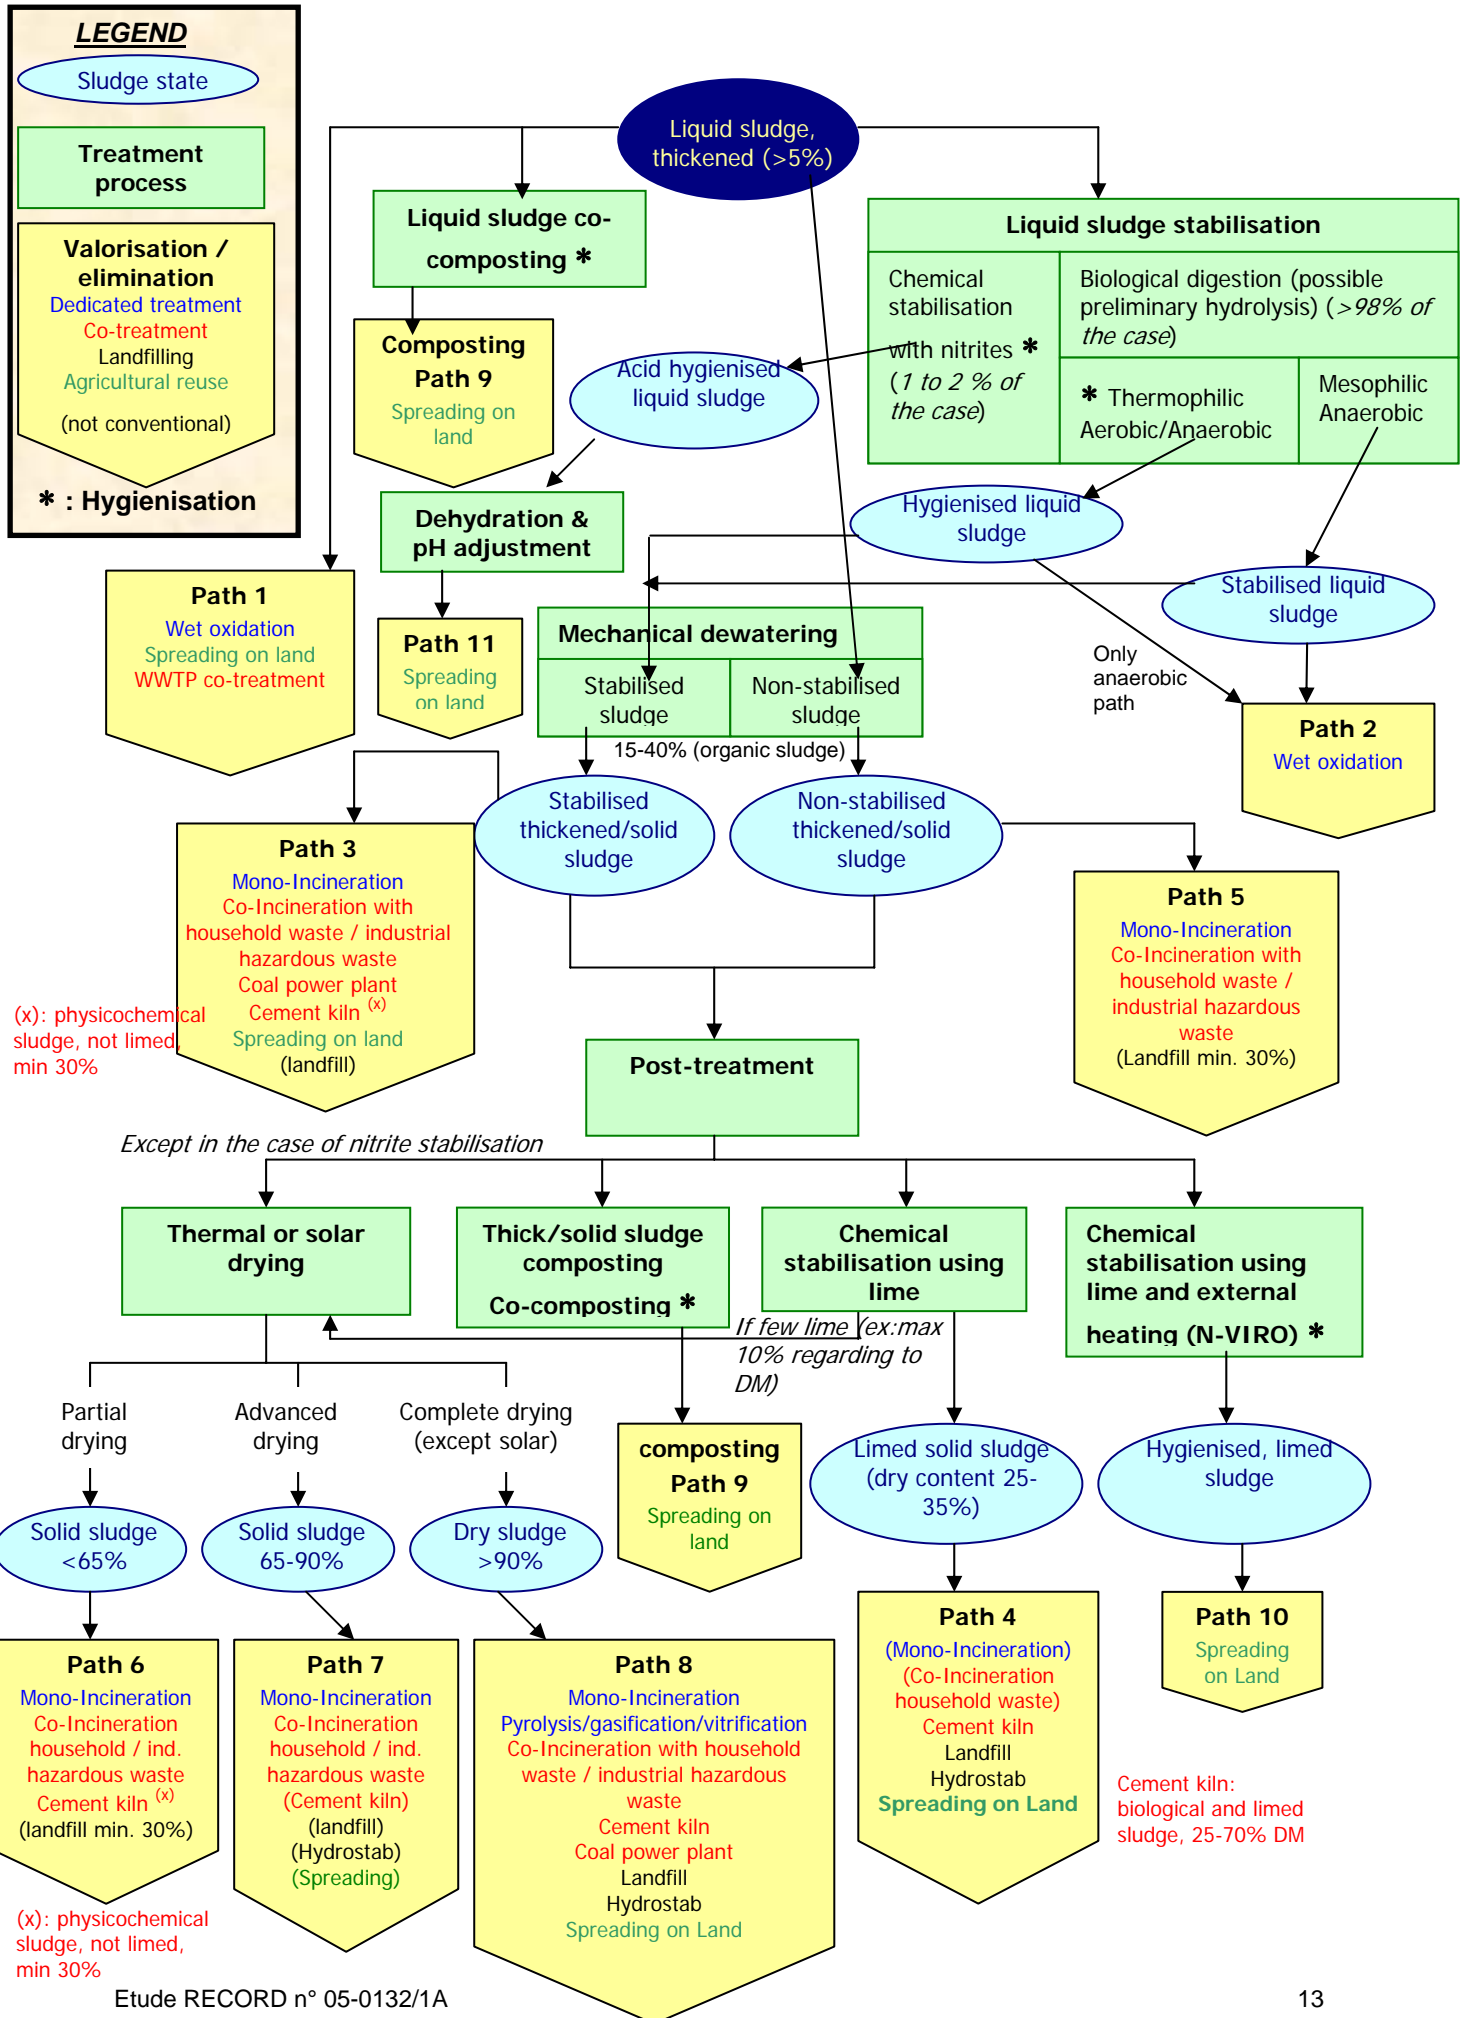 LEGEND
Sludge state
Treatment
process
Valorisation /
elimination
Dedicated treatment
Co-treatment
Landfilling
Agricultural reuse
(not conventional)
* : Hygienisation
Liquid sludge,
thickened (>5%)
Liquid sludge co-
composting *
Composting
Path 9
Spreading on
land
Liquid sludge stabilisation
Chemical
stabilisation
with nitrites *
(1 to 2 % of
the case)
Biological digestion (possible
preliminary hydrolysis) (>98% of
the case)
* Thermophilic
Aerobic/Anaerobic
Mesophilic
Anaerobic
Acid hygienised
liquid sludge
Dehydration &
pH adjustment
Hygienised liquid
sludge
Stabilised liquid
sludge
Path 1
Wet oxidation
Spreading on land
WWTP co-treatment
Path 11
Spreading
on land
Mechanical dewatering
Stabilised
sludge
Non-stabilised
sludge
Only
anaerobic
path
Path 2
Wet oxidation
15-40% (organic sludge)
Stabilised
thickened/solid
sludge
Non-stabilised
thickened/solid
sludge
Path 3
Mono-Incineration
Co-Incineration with
household waste / industrial
hazardous waste
Coal power plant
Cement kiln (x)
Spreading on land
(landfill)
(x): physicochemical
sludge, not limed,
min 30%
Path 5
Mono-Incineration
Co-Incineration with
household waste /
industrial hazardous
waste
(Landfill min. 30%)
Post-treatment
Except in the case of nitrite stabilisation
Thermal or solar
drying
Thick/solid sludge
composting
Co-composting *
Chemical
stabilisation using
lime
Chemical
stabilisation using
lime and external
heating (N-VIRO) *
If few lime (ex:max
10% regarding to
DM)
Partial
drying
Advanced
drying
Complete drying
(except solar)
composting
Path 9
Spreading on
land
Limed solid sludge
(dry content 25-
35%)
Hygienised, limed
sludge
Solid sludge
<65%
Solid sludge
65-90%
Dry sludge
>90%
Path 6
Mono-Incineration
Co-Incineration
household / ind.
hazardous waste
Cement kiln (x)
(landfill min. 30%)
Path 7
Mono-Incineration
Co-Incineration
household / ind.
hazardous waste
(Cement kiln)
(landfill)
(Hydrostab)
(Spreading)
Path 8
Mono-Incineration
Pyrolysis/gasification/vitrification
Co-Incineration with household
waste / industrial hazardous
waste
Cement kiln
Coal power plant
Landfill
Hydrostab
Spreading on Land
Path 4
(Mono-Incineration)
(Co-Incineration
household waste)
Cement kiln
Landfill
Hydrostab
Spreading on Land
Path 10
Spreading
on Land
Cement kiln:
biological and limed
sludge, 25-70% DM
(x): physicochemical
sludge, not limed,
min 30%
Etude RECORD n° 05-0132/1A
13